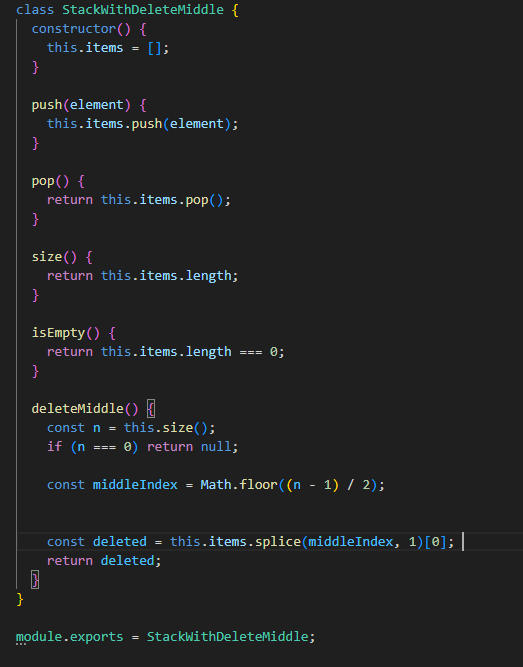 class StackWithDeleteMiddle {
  constructor() {
    this.items = [];
  }

  push(element) {
    this.items.push(element);
  }

  pop() {
    return this.items.pop();
  }

  size() {
    return this.items.length;
  }

  isEmpty() {
    return this.items.length === 0;
  }

  deleteMiddle() {
    const n = this.size();
    if (n === 0) return null;

    const middleIndex = Math.floor((n - 1) / 2);


    const deleted = this.items.splice(middleIndex, 1)[0];
    return deleted;
  }
}

module.exports = StackWithDeleteMiddle;